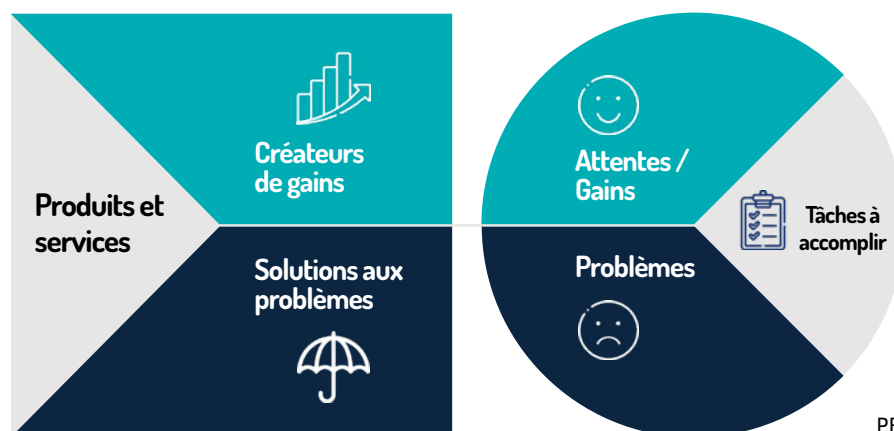 Produits et
services
Créateurs
de gains
Solutions aux
problèmes
Attentes /
Gains
Problèmes
Tâches à
accomplir